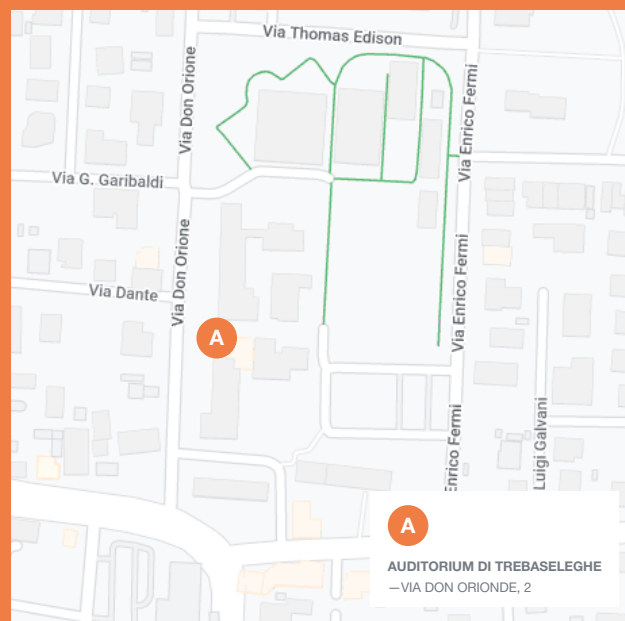 Via Thomas Edison
Via Don Orione
Via Enrico Fermi
Via G. Garibaldi
Via Don Orione
Via Enrico Fermi
Via Dante
A
Enrico Fermi
Luigi Galvani
A
AUDITORIUM DI TREBASELEGHE
—VIA DON ORIONDE, 2